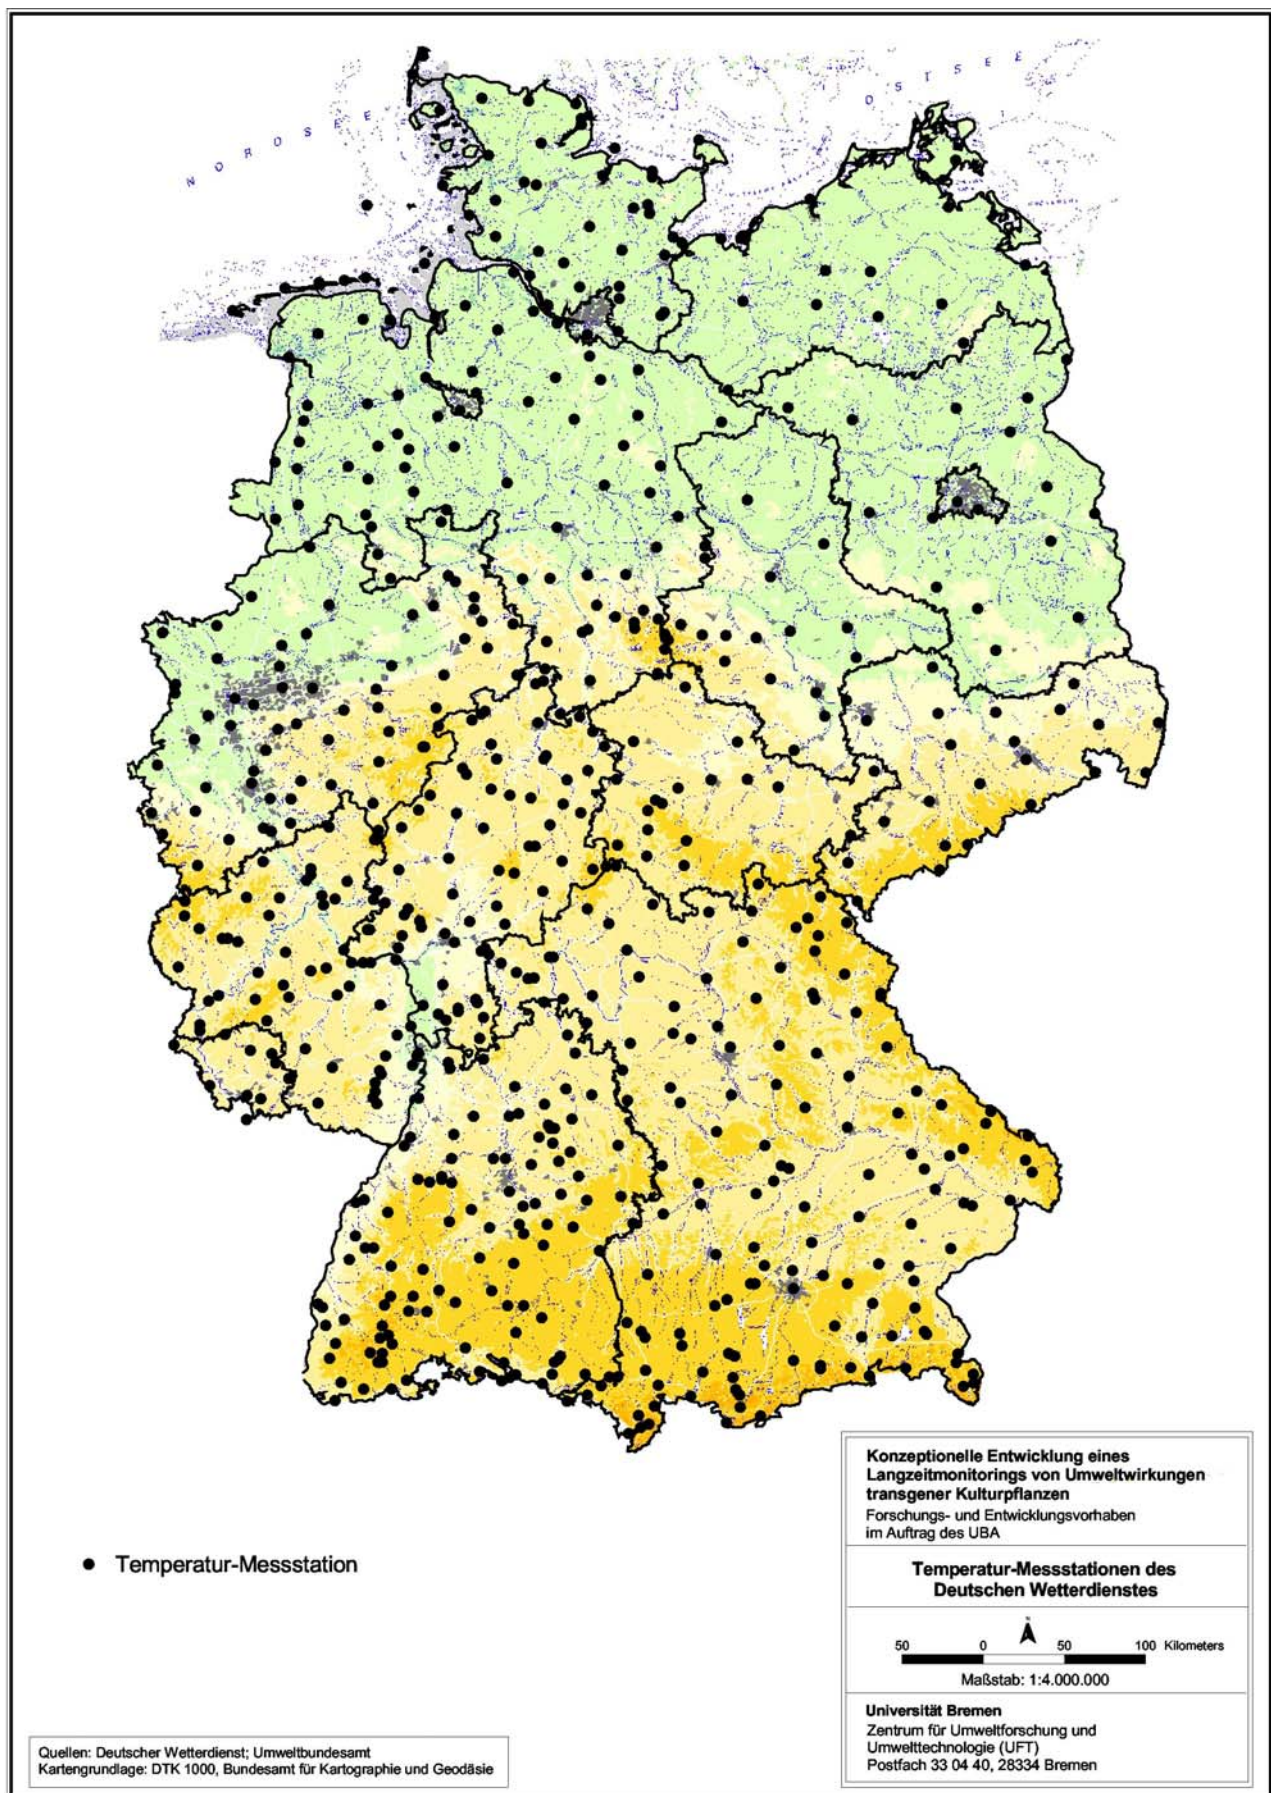 NORDSEE
OSTSEE
Temperatur-Messstation
Konzeptionelle Entwicklung eines
Langzeitmonitorings von Umweltwirkungen
transgener Kulturpflanzen
Forschungs- und Entwicklungsvorhaben
im Auftrag des UBA
Temperatur-Messstationen des
Deutschen Wetterdienstes
N
50 0 50 100 Kilometers
Maßstab: 1:4.000.000
Universität Bremen
Zentrum für Umweltforschung und
Umwelttechnologie (UFT)
Postfach 33 04 40, 28334 Bremen
Quellen: Deutscher Wetterdienst; Umweltbundesamt
Kartengrundlage: DTK 1000, Bundesamt für Kartographie und Geodäsie